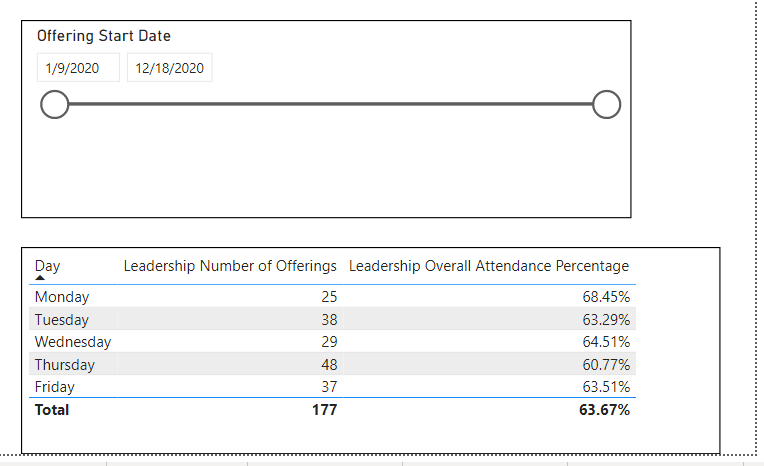 Offering Start Date
1/9/2020 12/18/2020
Day Leadership Number of Offerings Leadership Overall Attendance Percentage
Monday 25 68.45%
Tuesday 38 63.29%
Wednesday 29 64.51%
Thursday 48 60.77%
Friday 37 63.51%
Total 177 63.67%